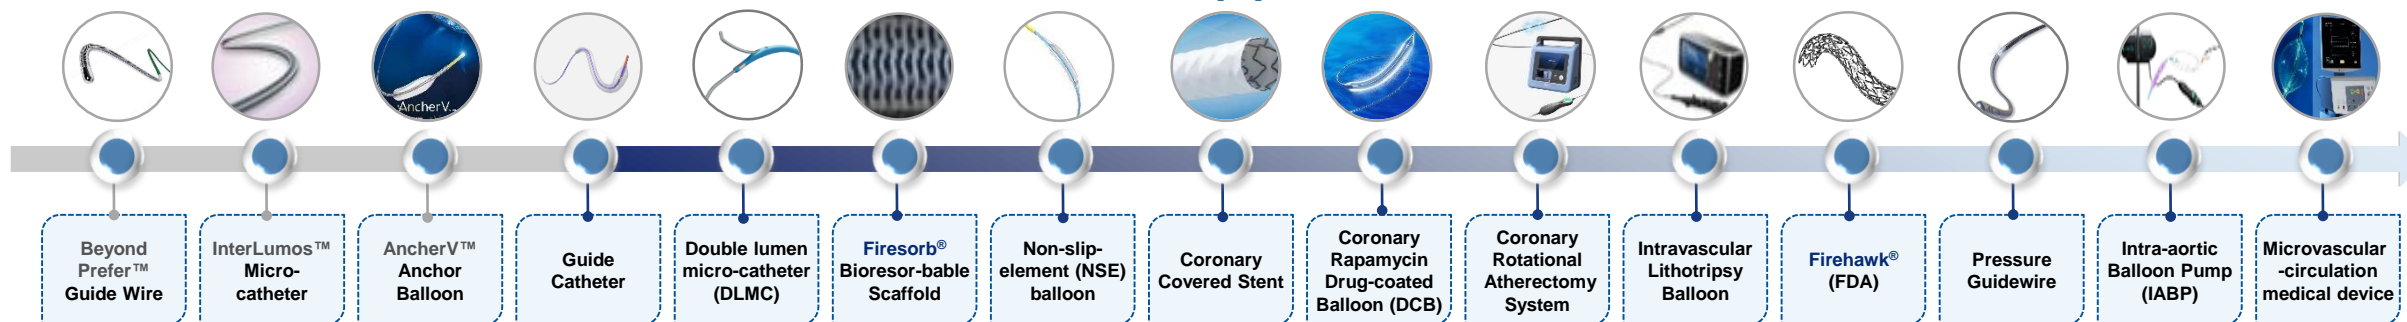 AncherV...
Beyond
Prefer™
Guide Wire
InterLumos™
Micro-
catheter
AncherV™
Anchor
Balloon
Guide
Catheter
Double lumen
micro-catheter
(DLMC)
Firesorb®
Bioresor-bable
Scaffold
Non-slip-
element (NSE)
balloon
Coronary
Covered Stent
Coronary
Rapamycin
Drug-coated
Balloon (DCB)
Coronary
Rotational
Atherectomy
System
Intravascular
Lithotripsy
Balloon
Firehawk®
(FDA)
Pressure
Guidewire
Intra-aortic
Balloon Pump
(IABP)
Microvascular
-circulation
medical device